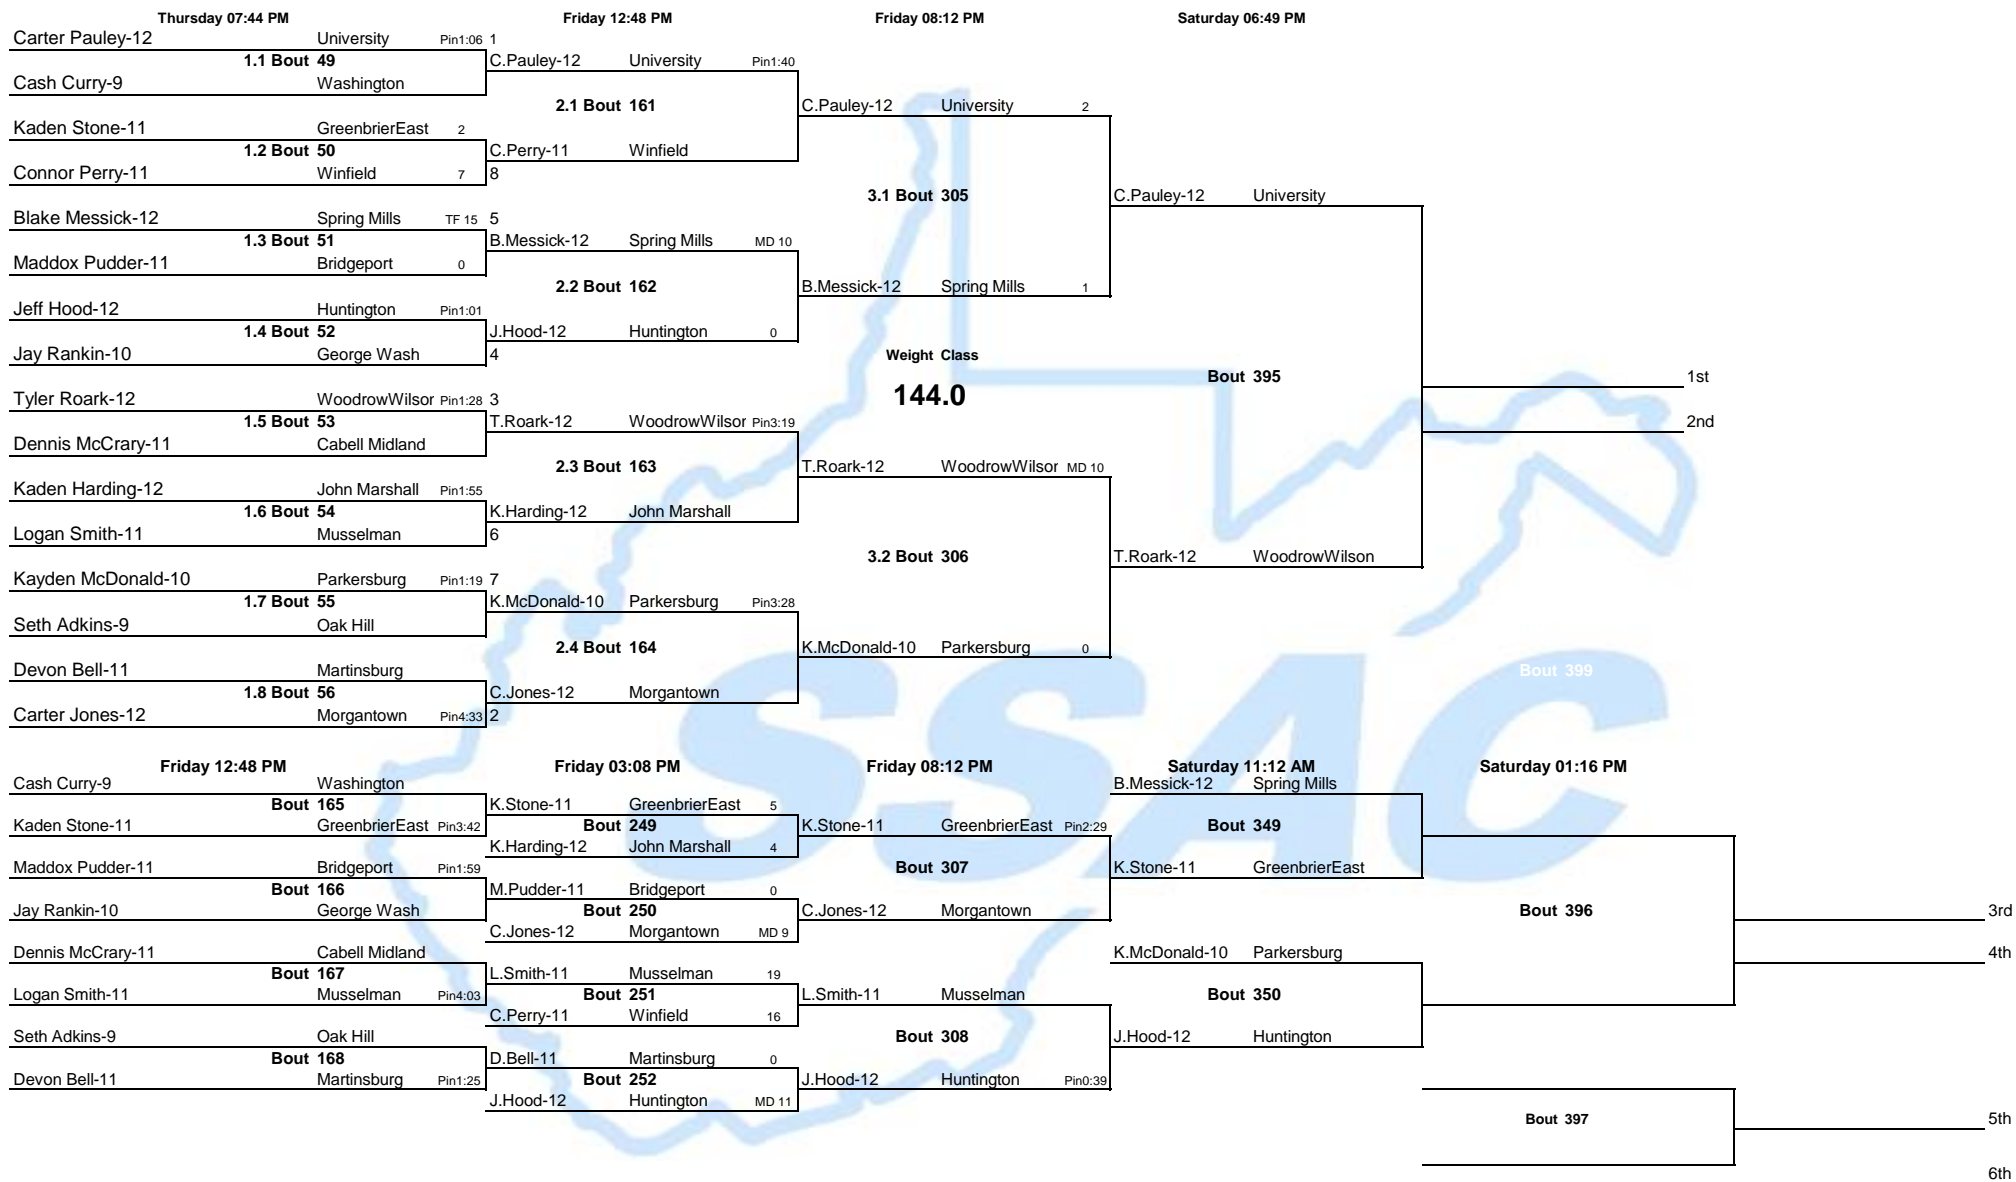 Thursday 07:44 PM Friday 12:48 PM Friday 08:12 PM Saturday 06:49 PM
Carter Pauley-12 University Pin1:06 1
1.1 Bout 49 C.Pauley-12 University Pin1:40
Cash Curry-9 Washington
2.1 Bout 161 C.Pauley-12 University 2
Kaden Stone-11 GreenbrierEast 2
1.2 Bout 50 C.Perry-11 Winfield
Connor Perry-11 Winfield 7 8
3.1 Bout 305 C.Pauley-12 University
Blake Messick-12 Spring Mills TF 15 5
1.3 Bout 51 B.Messick-12 Spring Mills MD 10
Maddox Pudder-11 Bridgeport 0
2.2 Bout 162 B.Messick-12 Spring Mills 1
Jeff Hood-12 Huntington Pin1:01
1.4 Bout 52 J.Hood-12 Huntington 0
Jay Rankin-10 George Wash 4 Weight Class
Bout 395 1st
Tyler Roark-12 WoodrowWilsor Pin1:28 3 144.0
1.5 Bout 53 T.Roark-12 WoodrowWilsor Pin3:19 2nd
Dennis McCrary-11 Cabell Midland
2.3 Bout 163 T.Roark-12 WoodrowWilsor MD 10
Kaden Harding-12 John Marshall Pin1:55
1.6 Bout 54 K.Harding-12 John Marshall
Logan Smith-11 Musselman 6
3.2 Bout 306 T.Roark-12 WoodrowWilson
Kayden McDonald-10 Parkersburg Pin1:19 7
1.7 Bout 55 K.McDonald-10 Parkersburg Pin3:28
Seth Adkins-9 Oak Hill
2.4 Bout 164 K.McDonald-10 Parkersburg 0
Devon Bell-11 Martinsburg Bout 399
1.8 Bout 56 C.Jones-12 Morgantown
Carter Jones-12 Morgantown Pin4:33 2
SSAC
Friday 12:48 PM Friday 03:08 PM Friday 08:12 PM Saturday 11:12 AM Saturday 01:16 PM
Cash Curry-9 Washington B.Messick-12 Spring Mills
Bout 165 K.Stone-11 GreenbrierEast 5
Kaden Stone-11 GreenbrierEast Pin3:42 Bout 249 K.Stone-11 GreenbrierEast Pin2:29 Bout 349
K.Harding-12 John Marshall 4
Maddox Pudder-11 Bridgeport Pin1:59 Bout 307 K.Stone-11 GreenbrierEast
Bout 166 M.Pudder-11 Bridgeport 0
Jay Rankin-10 George Wash Bout 250 C.Jones-12 Morgantown Bout 396 3rd
C.Jones-12 Morgantown MD 9
Dennis McCrary-11 Cabell Midland K.McDonald-10 Parkersburg 4th
Bout 167 L.Smith-11 Musselman 19
Logan Smith-11 Musselman Pin4:03 Bout 251 L.Smith-11 Musselman Bout 350
C.Perry-11 Winfield 16
Seth Adkins-9 Oak Hill Bout 308 J.Hood-12 Huntington
Bout 168 D.Bell-11 Martinsburg 0
Devon Bell-11 Martinsburg Pin1:25 Bout 252 J.Hood-12 Huntington Pin0:39
J.Hood-12 Huntington MD 11
Bout 397 5th
6th